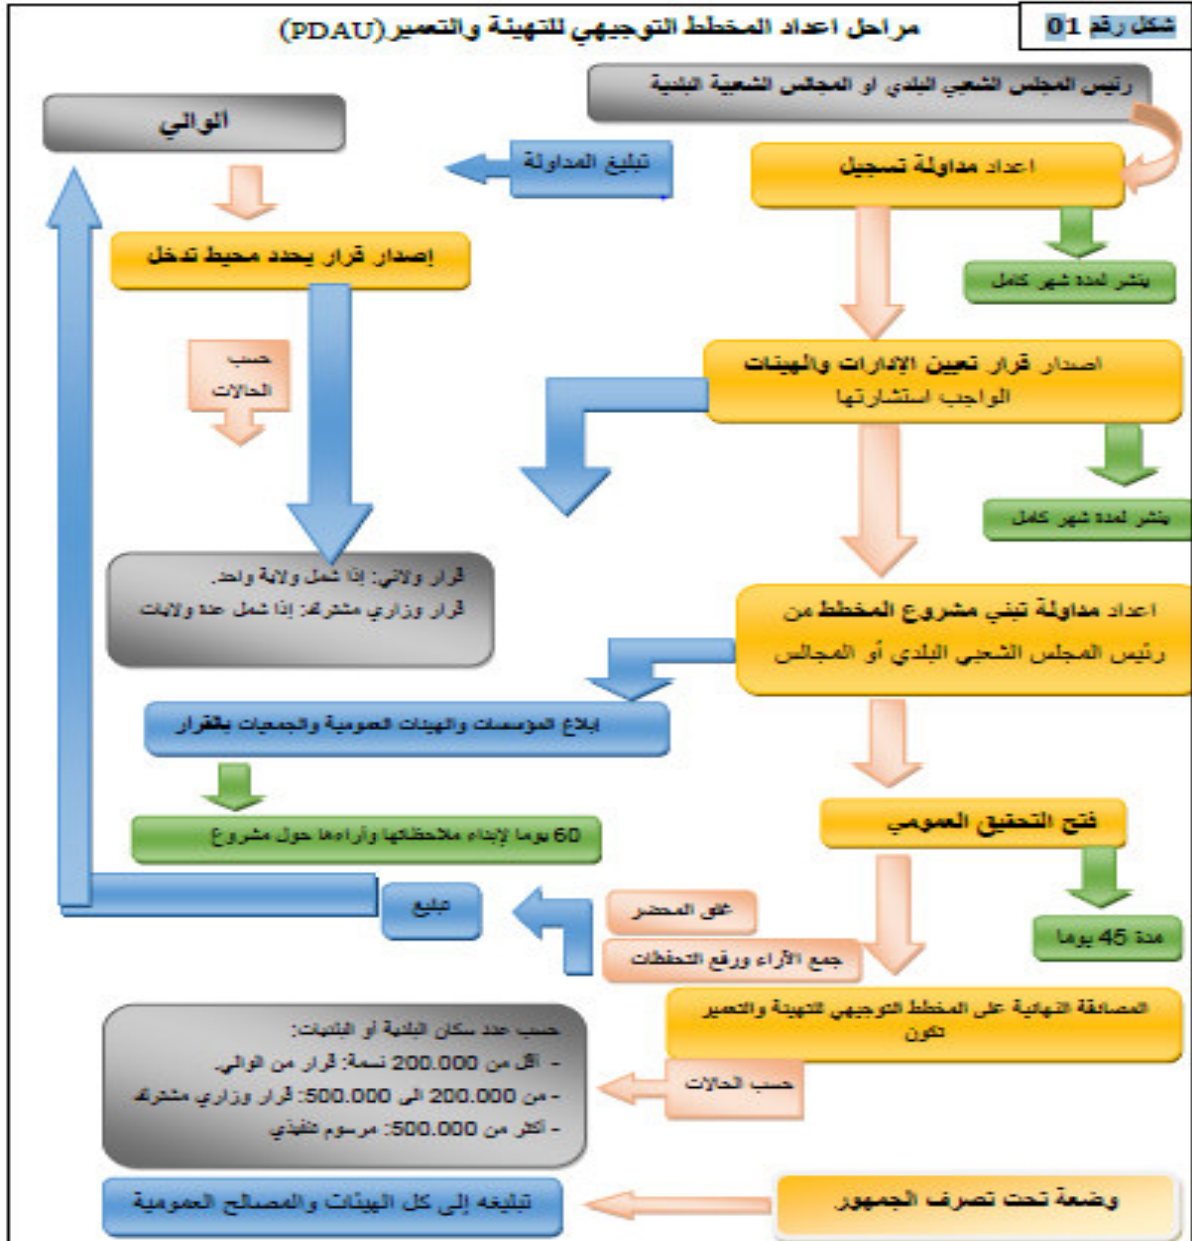 شكل رقم 01
مراحل اعداد المخطط التوجيهي للتهيئة والتعمير (PDAU)
رئيس المجلس الشعبي البلدي او المجالس الشعبية البلدية
ألوالي
تبليغ المداولة
اعداد مداولة تسجيل
إصدار قرار يحدد محيط تدخل
ينشر لمدة شهر كامل
حسب
الحالات
اصدار قرار تعيين الإدارات والهيئات
الواجب استشارتها
ينشر لمدة شهر كامل
قرار ولائي: إذا شمل ولاية واحد.
قرار وزاري مشترك: إذا شمل عدة ولايات
اعداد مداولة تبني مشروع المخطط من
رئيس المجلس الشعبي البلدي أو المجالس
ابلاغ المؤسسات والهيئات العمومية والجمعيات بالقرار
فتح التحقيق العمومي
60 يوما لإبداء ملاحظاتها وأراءها حول مشروع
مدة 45 يوما
غلق المحضر
تبليغ
جمع الأراء ورفع التحفظات
المصادقة النهائية على المخطط التوجيهي للتهيئة والتعمير
تكون
حسب الحالات
حسب عدد سكان البلدية أو البلديات:
- أقل من 200.000 نسمة: قرار من الوالي.
- من 200.000 الى 500.000: قرار وزاري مشترك
- أكثر من 500.000: مرسوم تنفيذي
وضعة تحت تصرف الجمهور
تبليغه إلى كل الهيئات والمصالح العمومية